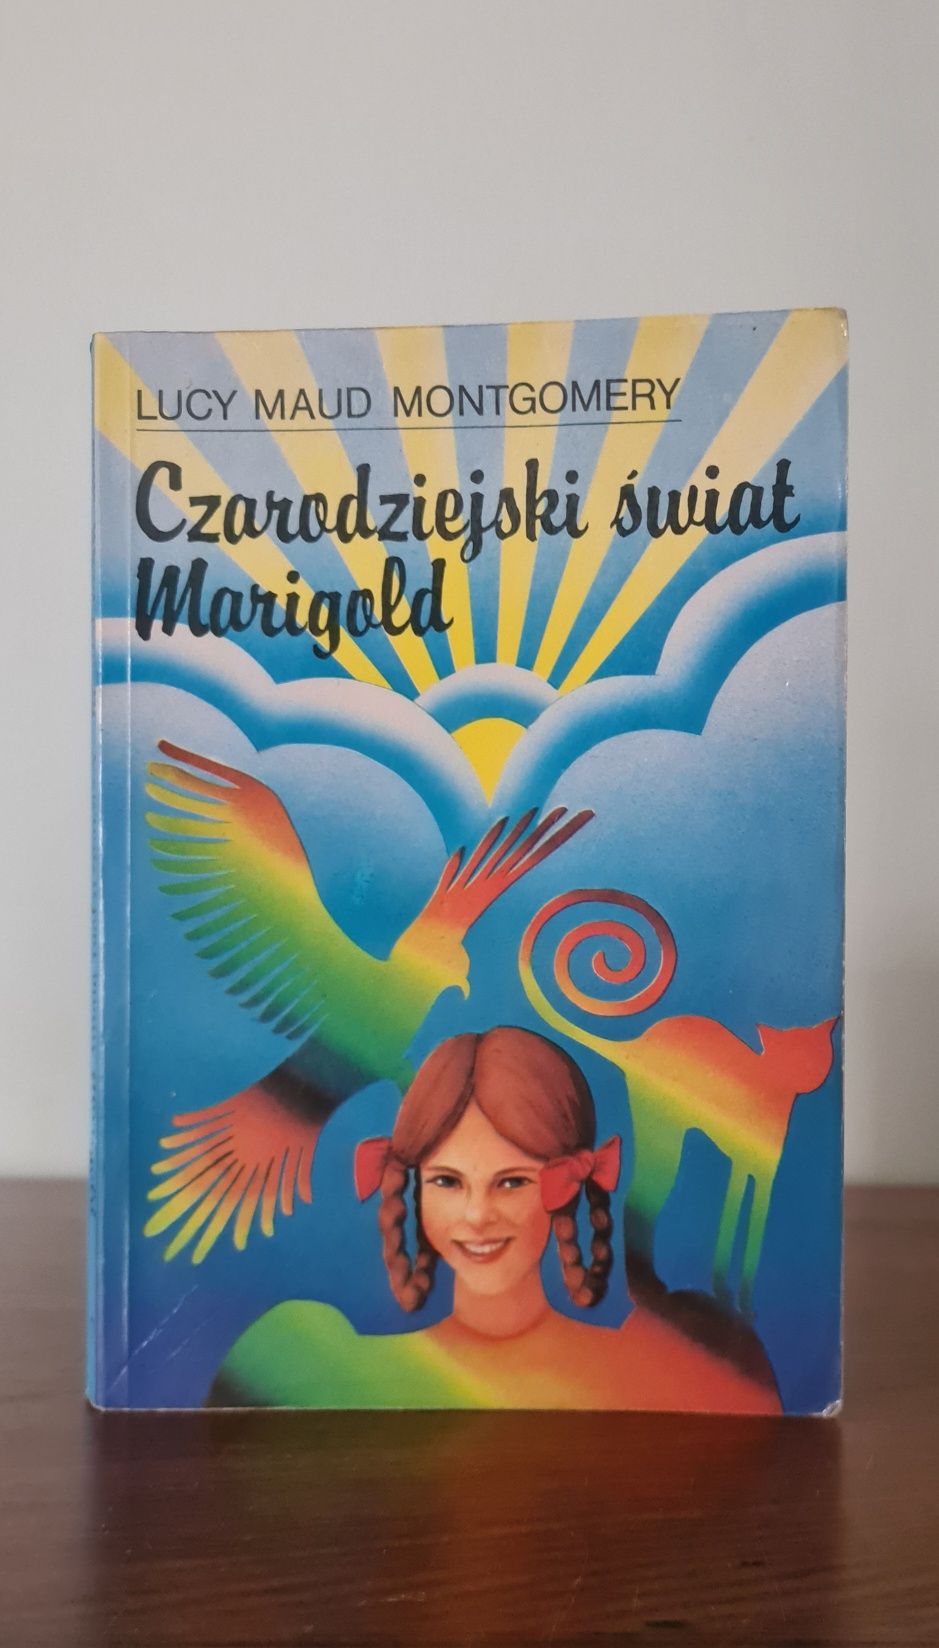 LUCY MAUD MONTGOMERY
Czarodziejski świat
Marigold